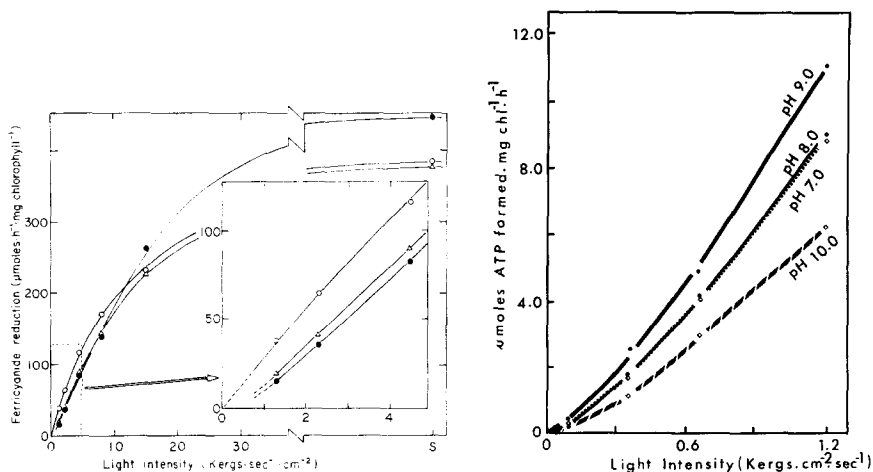 Ferricyanide reduction (μmoles·h⁻¹·mg chlorophyll⁻¹)
300
200
100
0
0
10
20
30
S
Light Intensity (Kergs·sec⁻¹·cm⁻²)
100
50
0
0
2
4
μmoles ATP formed. mg chl⁻¹·h⁻¹
12.0
8.0
4.0
0
0
0.6
1.2
pH 9.0
pH 8.0
pH 7.0
pH 10.0
Light Intensity (Kergs.cm⁻²sec⁻¹)